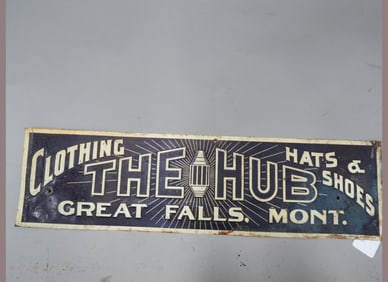 CLOTHING
THE HUB
HATS & SHOES
GREAT FALLS, MONT.